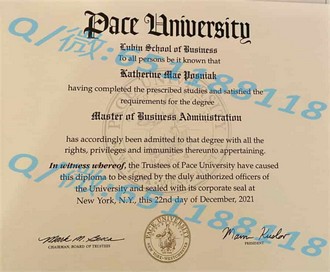 Pace University
Lubin School of Business
To all persons be it known that
Katherine Mae Posniak
having completed the prescribed studies and satisfied the
requirements for the degree
Master of Business Administration
has accordingly been admitted to that degree with all the
rights, privileges and immunities thereunto appertaining.
In witness whereof, the Trustees of Pace University have caused
this diploma to be signed by the duly authorized officers of
the University and sealed with its corporate seal at
New York, N.Y., this 22nd day of December, 2021
CHAIRMAN, BOARD OF TRUSTEES
PRESIDENT
PACE UNIVERSITY
Q/微: